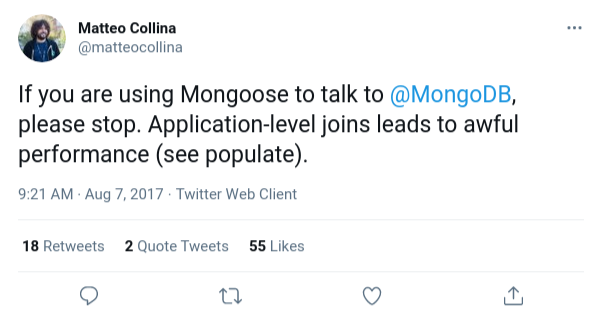 Matteo Collina
@matteocollina
If you are using Mongoose to talk to @MongoDB,
please stop. Application-level joins leads to awful
performance (see populate).
9:21 AM · Aug 7, 2017 · Twitter Web Client
18 Retweets 2 Quote Tweets 55 Likes